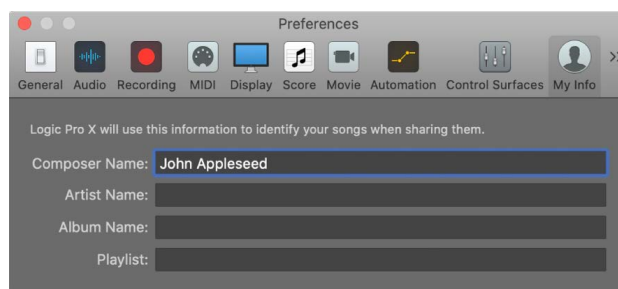 Preferences
General Audio Recording MIDI Display Score Movie Automation Control Surfaces My Info
Logic Pro X will use this information to identify your songs when sharing them.
Composer Name: John Appleseed
Artist Name:
Album Name:
Playlist: